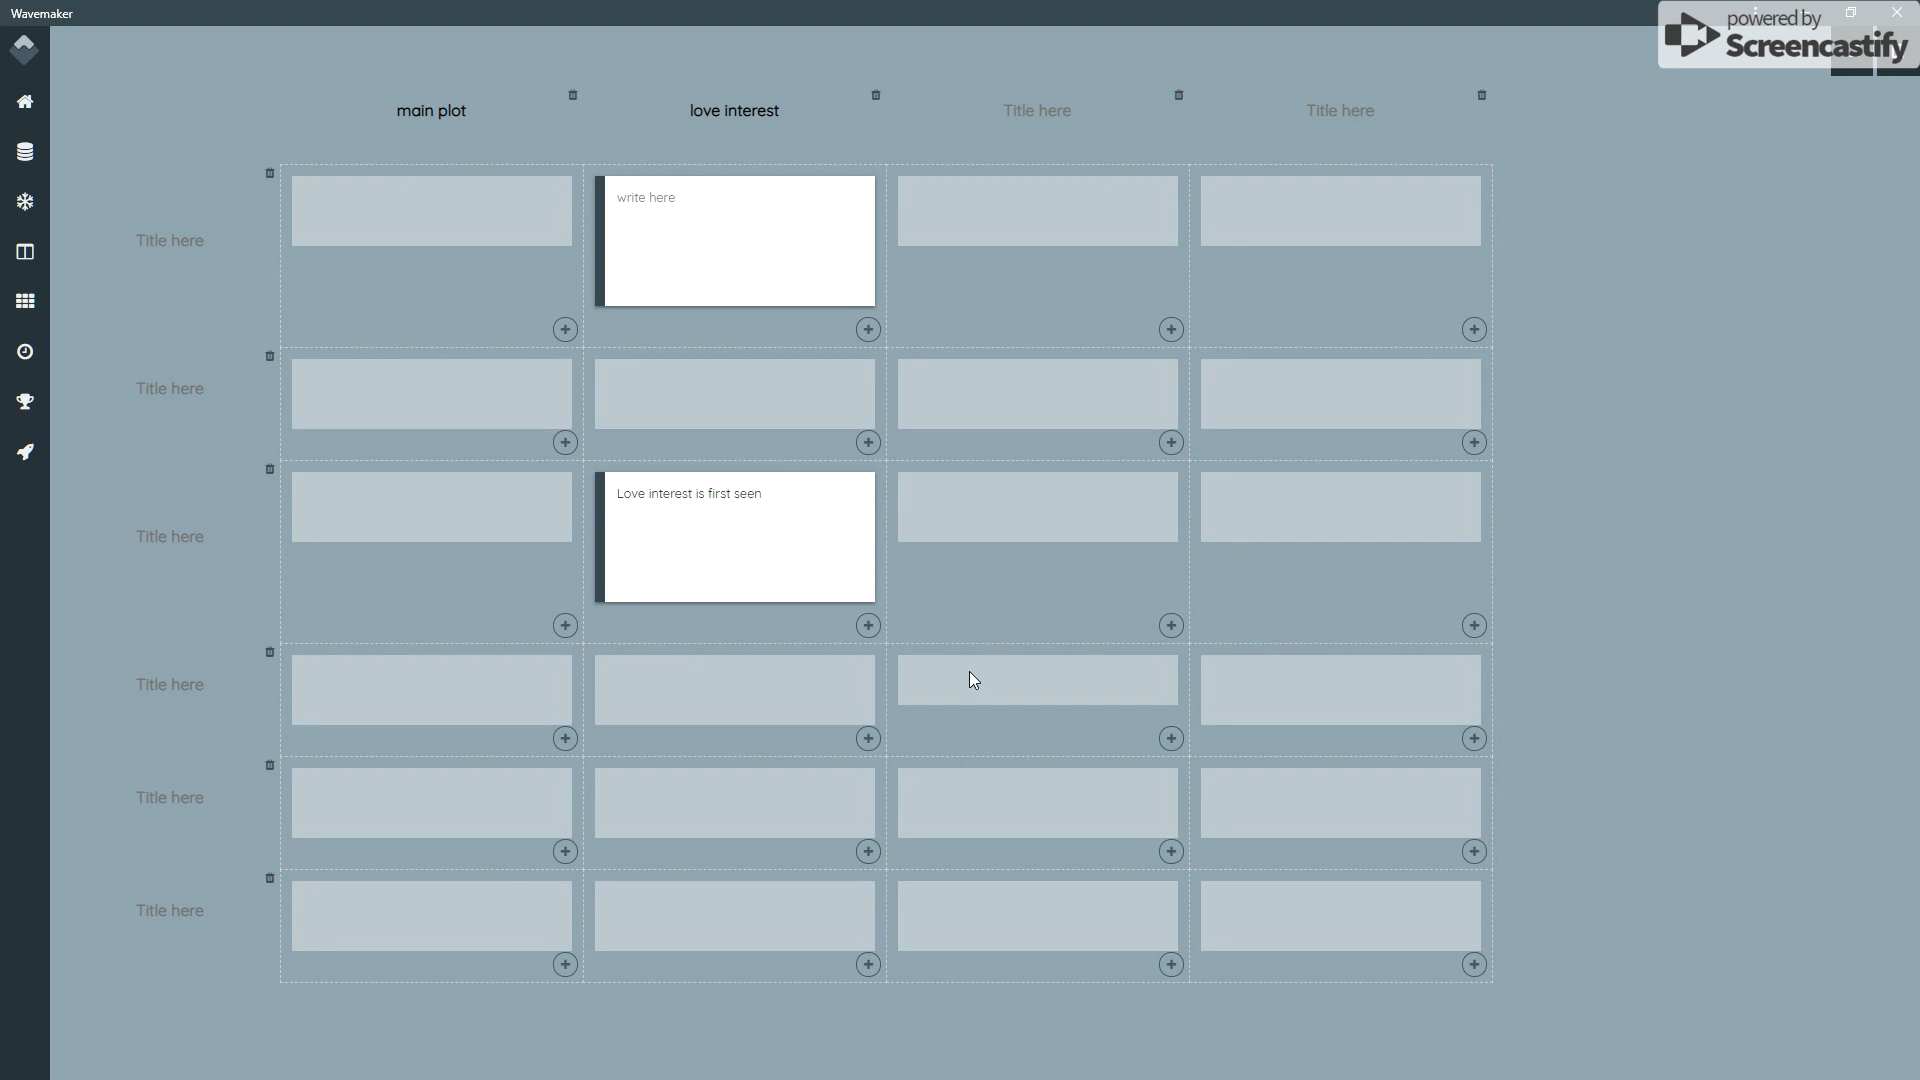 Wavemaker
powered by
Screencastify
main plot
love interest
Title here
Title here
Title here
write here
Title here
Title here
Love interest is first seen
Title here
Title here
Title here